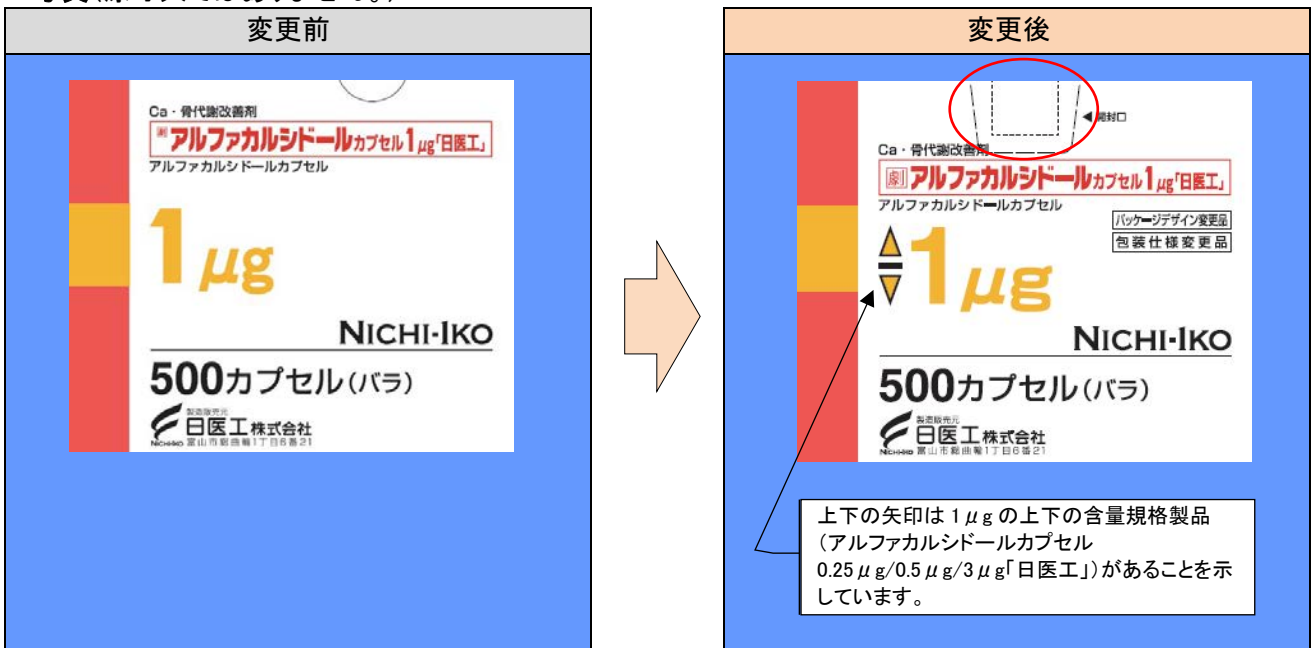 変更前
Ca・骨代謝改善剤
劇 アルファカルシドールカプセル1μg「日医工」
アルファカルシドールカプセル
1μg
NICHI-IKO
500カプセル(バラ)
製造販売元
日医工株式会社
NICHI-IKO 富山市総曲輪1丁目6番21
変更後
◀開封口
Ca・骨代謝改善剤
劇 アルファカルシドールカプセル1μg「日医工」
アルファカルシドールカプセル
パッケージデザイン変更品
包装仕様変更品
1μg
NICHI-IKO
500カプセル(バラ)
製造販売元
日医工株式会社
NICHI-IKO 富山市総曲輪1丁目6番21
上下の矢印は1μgの上下の含量規格製品
(アルファカルシドールカプセル
0.25μg/0.5μg/3μg「日医工」)があることを示
しています。